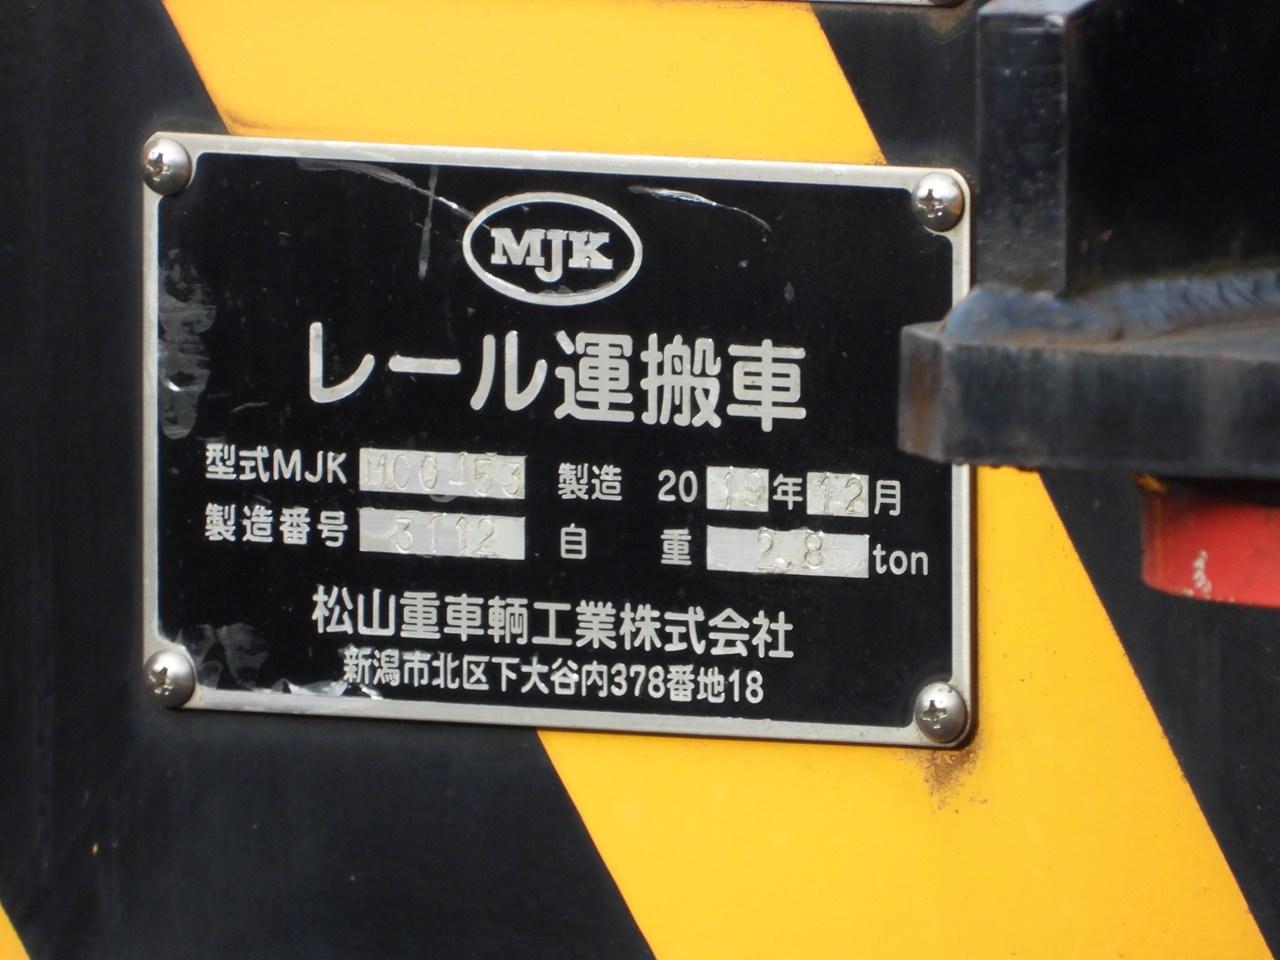 MJK
レール運搬車
型式MJK MC0453 製造 2019年12月
製造番号 3112 自 重 2.8 ton
松山重車輌工業株式会社
新潟市北区下大谷内378番地18